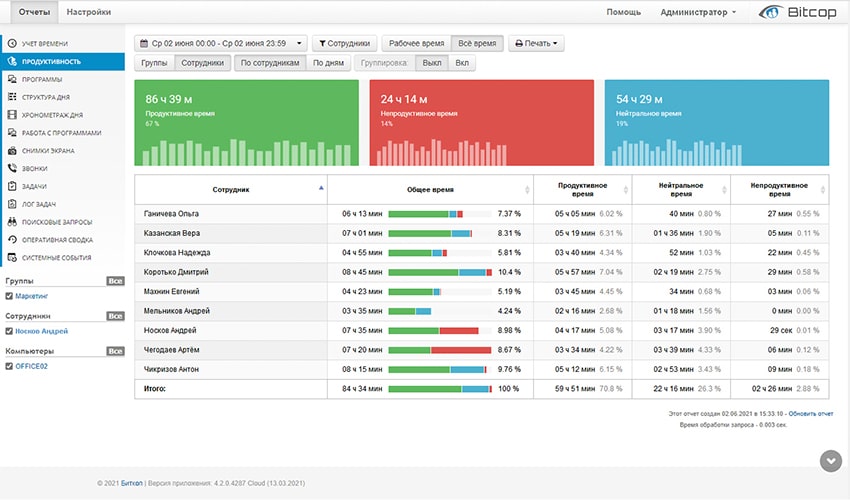 Отчеты Настройки Помощь Администратор Bitcop
УЧЕТ ВРЕМЕНИ
ПРОДУКТИВНОСТЬ
ПРОГРАММЫ
СТРУКТУРА ДНЯ
ХРОНОМЕТРАЖ ДНЯ
РАБОТА С ПРОГРАММАМИ
СНИМКИ ЭКРАНА
ЗВОНКИ
ЗАДАЧИ
ЛОГ ЗАДАЧ
ПОИСКОВЫЕ ЗАПРОСЫ
ОПЕРАТИВНАЯ СВОДКА
СИСТЕМНЫЕ СОБЫТИЯ
Группы Все
Маркетинг
Сотрудники Все
Носков Андрей
Компьютеры Все
OFFICE02
Ср 02 июня 00:00 - Ср 02 июня 23:59 Сотрудники Рабочее время Всё время Печать
Группы Сотрудники По сотрудникам По дням Группировка: Выкл Вкл
86 ч 39 м
Продуктивное время
67 %
24 ч 14 м
Непродуктивное время
14%
54 ч 29 м
Нейтральное время
19%
Сотрудник Общее время Продуктивное время Нейтральное время Непродуктивное время
Ганичева Ольга 06 ч 13 мин 7.37 % 05 ч 05 мин 6.02 % 40 мин 0.80 % 27 мин 0.55 %
Казанская Вера 07 ч 01 мин 8.31 % 05 ч 19 мин 6.31 % 01 ч 36 мин 1.90 % 05 мин 0.11 %
Клочкова Надежда 04 ч 55 мин 5.81 % 03 ч 40 мин 4.34 % 52 мин 1.03 % 22 мин 0.45 %
Коротько Дмитрий 08 ч 45 мин 10.4 % 05 ч 57 мин 7.04 % 02 ч 19 мин 2.75 % 29 мин 0.58 %
Махнин Евгений 04 ч 23 мин 5.19 % 03 ч 45 мин 4.45 % 34 мин 0.68 % 03 мин 0.06 %
Мельников Андрей 03 ч 35 мин 4.24 % 02 ч 16 мин 2.68 % 01 ч 18 мин 1.56 % 0 мин 0.00 %
Носков Андрей 07 ч 35 мин 8.98 % 04 ч 17 мин 5.08 % 03 ч 17 мин 3.90 % 29 сек 0.01 %
Чегодаев Артём 07 ч 20 мин 8.67 % 03 ч 34 мин 4.22 % 03 ч 39 мин 4.33 % 06 мин 0.12 %
Чикризов Антон 08 ч 15 мин 9.76 % 05 ч 12 мин 6.15 % 02 ч 53 мин 3.43 % 09 мин 0.18 %
Итого: 84 ч 34 мин 100 % 59 ч 51 мин 70.8 % 22 ч 16 мин 26.3 % 02 ч 26 мин 2.88 %
Этот отчет создан 02.06.2021 в 15:33.10 - Обновить отчет
Время обработки запроса - 0.003 сек.
© 2021 Биткоп | Версия приложения: 4.2.0.4287 Cloud (13.03.2021)